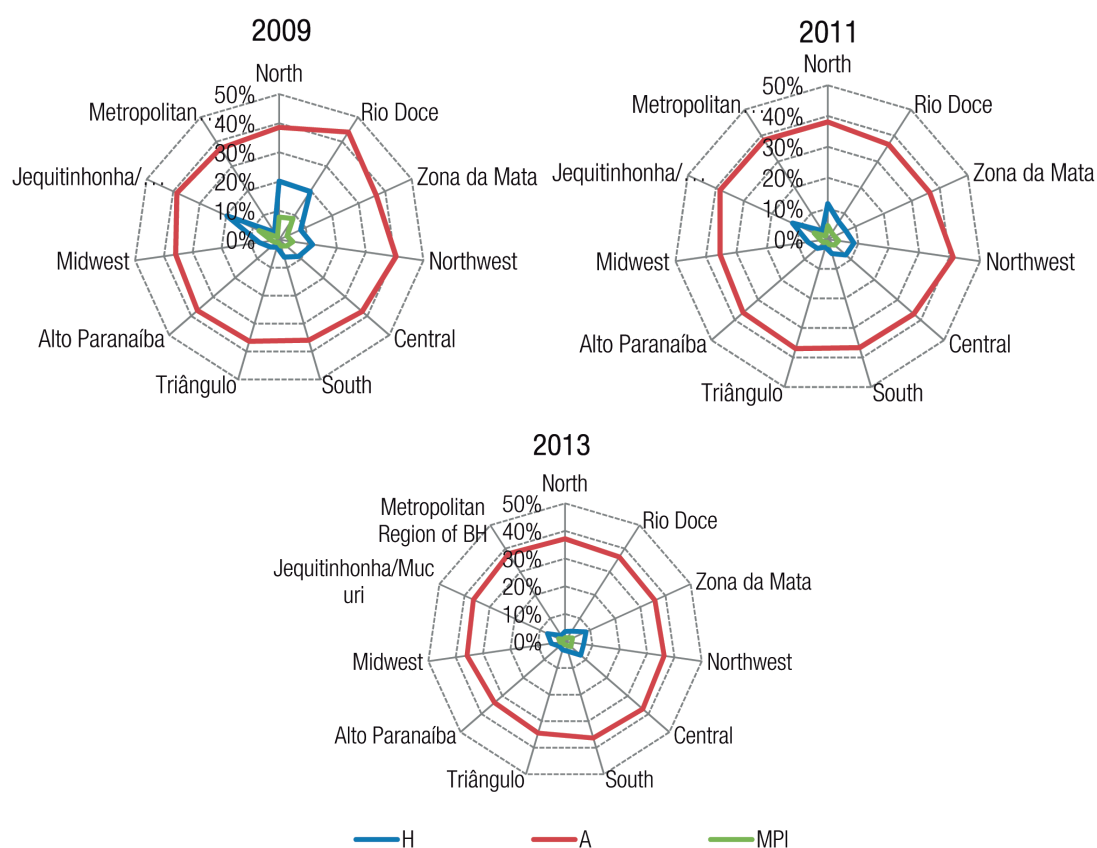 2009
North
50%
Rio Doce
Metropolitan...
40%
30%
Jequitinhonha/...
Zona da Mata
20%
10%
0%
Midwest
Northwest
Alto Paranaíba
Central
Triângulo
South
2011
North
50%
Rio Doce
Metropolitan...
40%
30%
Jequitinhonha/...
Zona da Mata
20%
10%
0%
Midwest
Northwest
Alto Paranaíba
Central
Triângulo
South
2013
North
50%
Metropolitan
Region of BH
Rio Doce
40%
30%
Jequitinhonha/Muc
uri
Zona da Mata
20%
10%
0%
Midwest
Northwest
Alto Paranaíba
Central
Triângulo
South
H
A
MPI